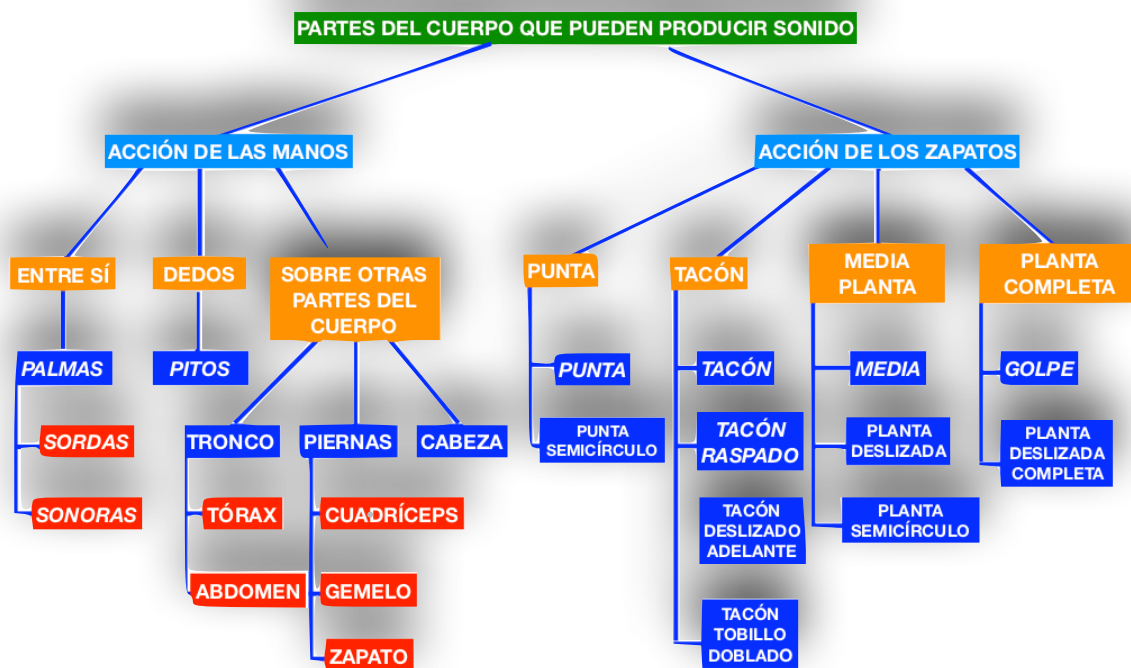 PARTES DEL CUERPO QUE PUEDEN PRODUCIR SONIDO
ACCIÓN DE LAS MANOS
ACCIÓN DE LOS ZAPATOS
ENTRE SÍ
DEDOS
SOBRE OTRAS
PARTES DEL
CUERPO
PUNTA
TACÓN
MEDIA
PLANTA
PLANTA
COMPLETA
PALMAS
SORDAS
SONORAS
PITOS
TRONCO
TÓRAX
ABDOMEN
PIERNAS
CUADRÍCEPS
GEMELO
ZAPATO
CABEZA
PUNTA
PUNTA
SEMICÍRCULO
TACÓN
TACÓN
RASPADO
TACÓN
DESLIZADO
ADELANTE
TACÓN
TOBILLO
DOBLADO
MEDIA
PLANTA
DESLIZADA
PLANTA
SEMICÍRCULO
GOLPE
PLANTA
DESLIZADA
COMPLETA